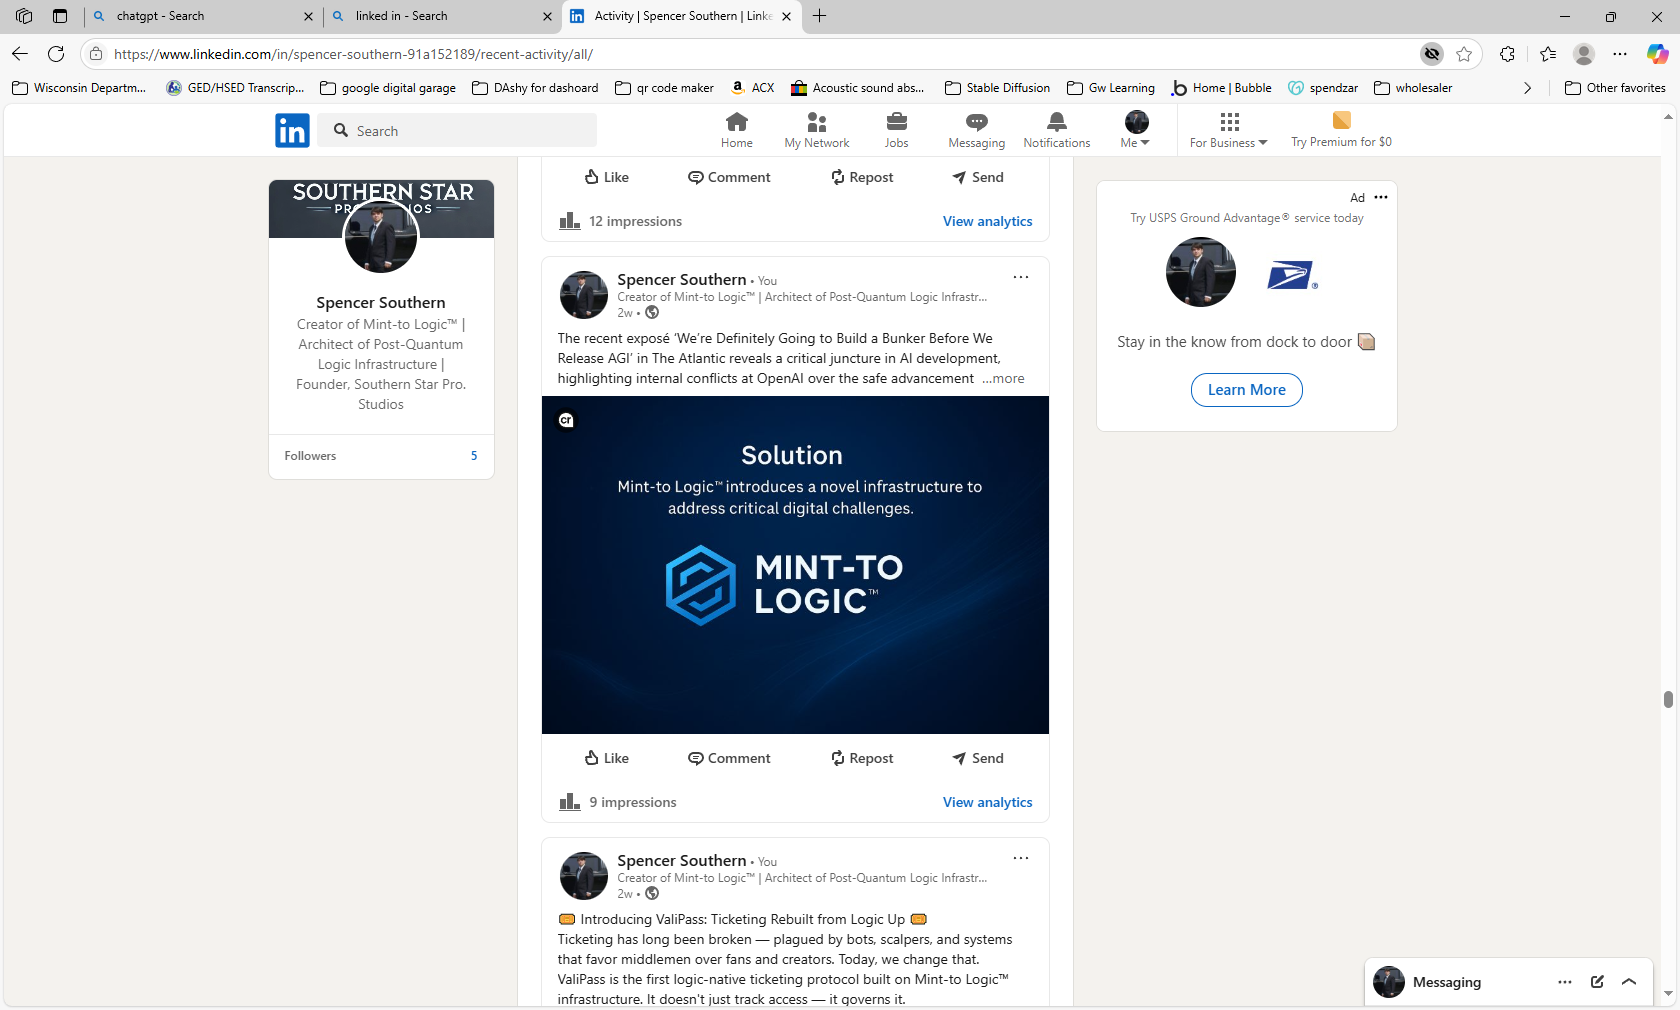 chatgpt - Search
linked in - Search
Activity | Spencer Southern | Linke
https://www.linkedin.com/in/spencer-southern-91a152189/recent-activity/all/
Wisconsin Departm...
GED/HSED Transcrip...
google digital garage
DAshy for dashoard
qr code maker
ACX
Acoustic sound abs...
Stable Diffusion
Gw Learning
Home | Bubble
spendzar
wholesaler
Other favorites
in
Search
Home
My Network
Jobs
Messaging
Notifications
Me
For Business
Try Premium for $0
SOUTHERN STAR
Spencer Southern
Creator of Mint-to Logic™ |
Architect of Post-Quantum
Logic Infrastructure |
Founder, Southern Star Pro.
Studios
Followers 5
Like Comment Repost Send
12 impressions View analytics
Spencer Southern • You
Creator of Mint-to Logic™ | Architect of Post-Quantum Logic Infrastr...
2w •
The recent exposé ‘We’re Definitely Going to Build a Bunker Before We
Release AGI’ in The Atlantic reveals a critical juncture in AI development,
highlighting internal conflicts at OpenAI over the safe advancement ...more
cr
Solution
Mint-to Logic™ introduces a novel infrastructure to
address critical digital challenges.
MINT-TO
LOGIC™
Like Comment Repost Send
9 impressions View analytics
Spencer Southern • You
Creator of Mint-to Logic™ | Architect of Post-Quantum Logic Infrastr...
2w •
🎟️ Introducing ValiPass: Ticketing Rebuilt from Logic Up 🎟️
Ticketing has long been broken — plagued by bots, scalpers, and systems
that favor middlemen over fans and creators. Today, we change that.
ValiPass is the first logic-native ticketing protocol built on Mint-to Logic™
infrastructure. It doesn't just track access — it governs it.
Ad
Try USPS Ground Advantage® service today
Stay in the know from dock to door 📦
Learn More
Messaging